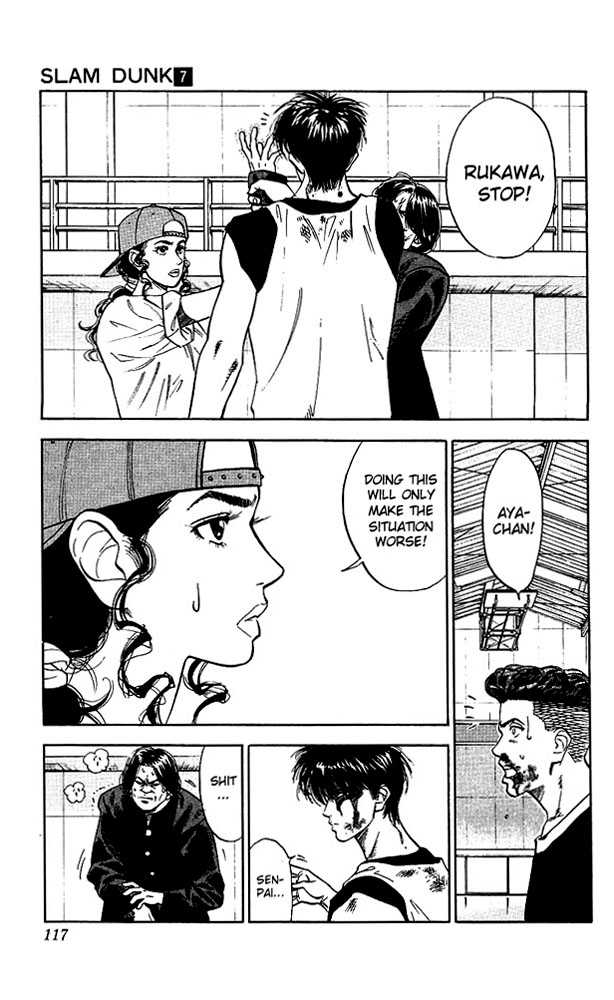 SLAM DUNK 7
RUKAWA,
STOP!
DOING THIS
WILL ONLY
MAKE THE
SITUATION
WORSE!
AYA-
CHAN!
SHIT
...
SEN-
PAI...
117